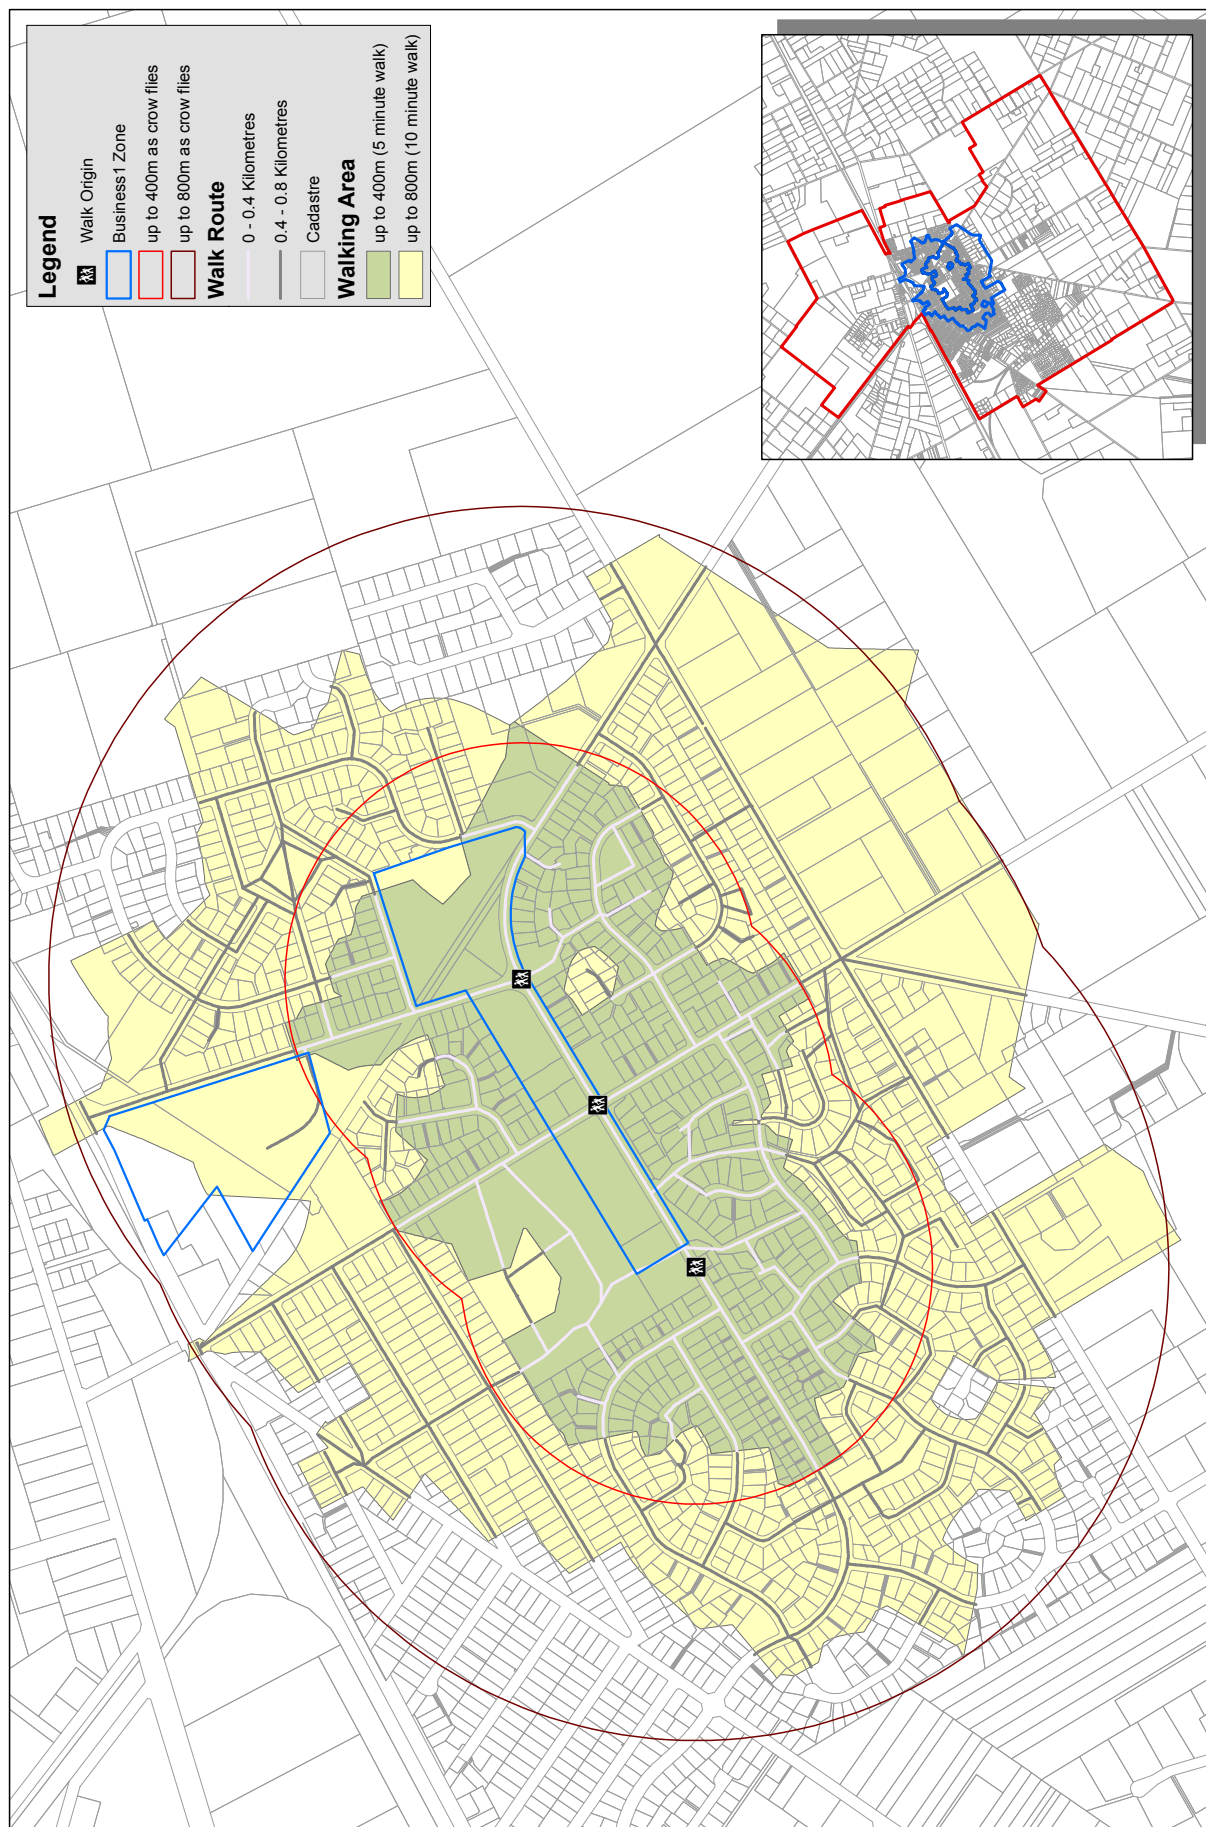 Legend
Walk Origin
Business1 Zone
up to 400m as crow flies
up to 800m as crow flies
Walk Route
0 - 0.4 Kilometres
0.4 - 0.8 Kilometres
Cadastre
Walking Area
up to 400m (5 minute walk)
up to 800m (10 minute walk)